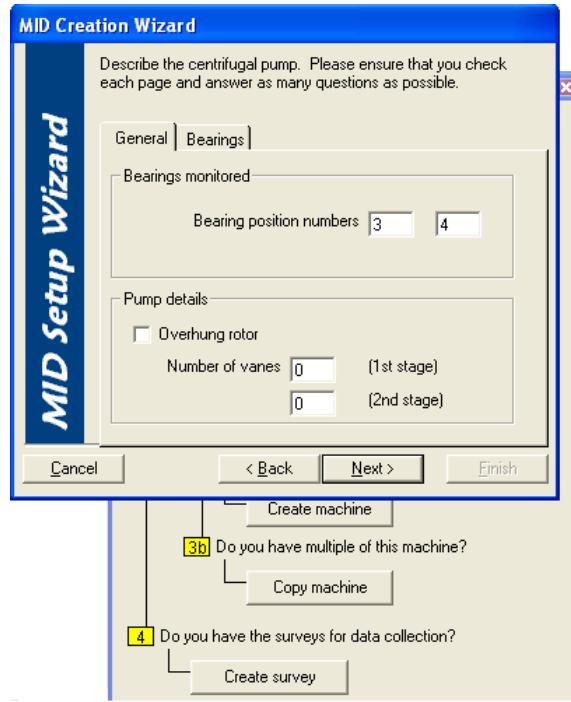 MID Creation Wizard
MID Setup Wizard
Describe the centrifugal pump. Please ensure that you check
each page and answer as many questions as possible.
General Bearings
Bearings monitored
Bearing position numbers 3 4
Pump details
Overhung rotor
Number of vanes 0 (1st stage)
0 (2nd stage)
Cancel < Back Next > Finish
Create machine
3b Do you have multiple of this machine?
Copy machine
4 Do you have the surveys for data collection?
Create survey